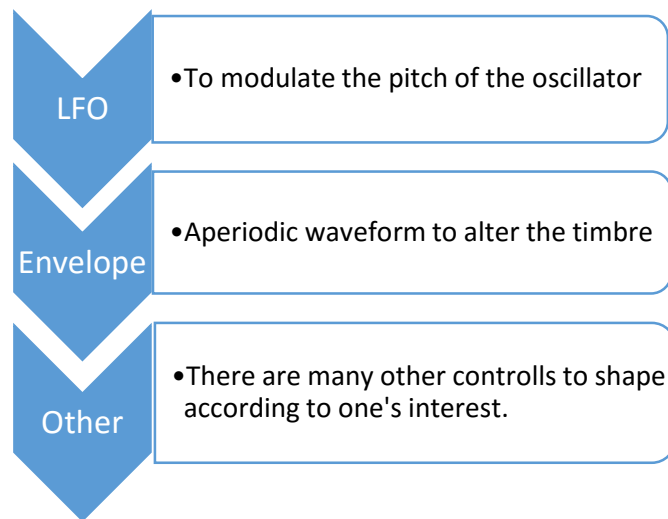 LFO
•To modulate the pitch of the oscillator
Envelope
•Aperiodic waveform to alter the timbre
Other
•There are many other controlls to shape
according to one's interest.